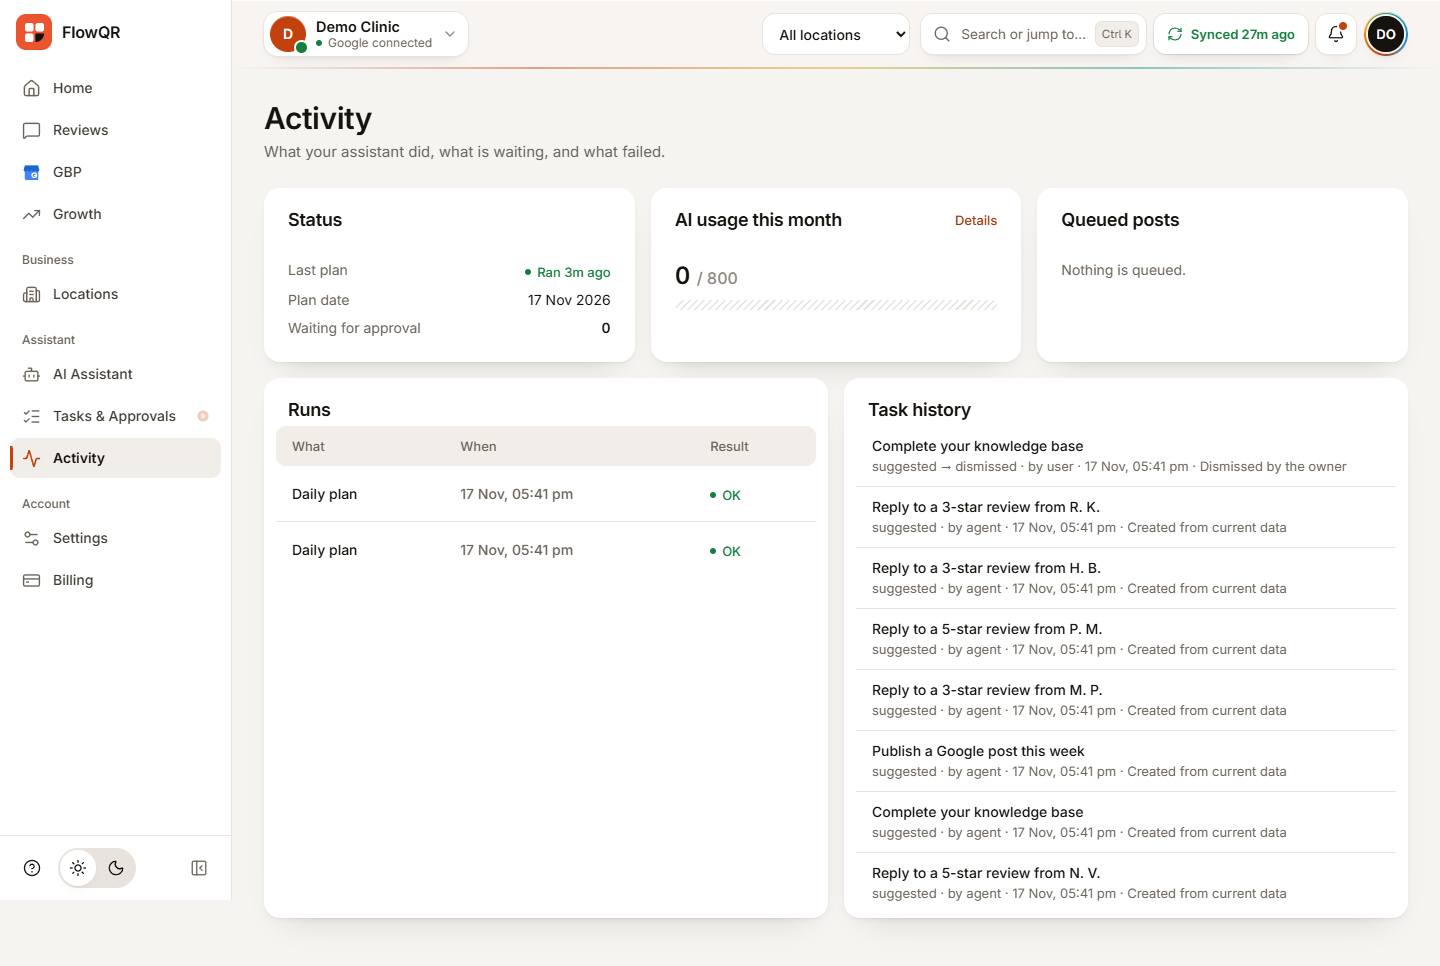 FlowQR
Home
Reviews
GBP
Growth
Business
Locations
Assistant
AI Assistant
Tasks & Approvals
Activity
Account
Settings
Billing
D
Demo Clinic
Google connected
All locations
Search or jump to...
Ctrl K
Synced 27m ago
DO
Activity
What your assistant did, what is waiting, and what failed.
Status
Last plan
Ran 3m ago
Plan date
17 Nov 2026
Waiting for approval
0
AI usage this month
Details
0 / 800
Queued posts
Nothing is queued.
Runs
What When Result
Daily plan 17 Nov, 05:41 pm OK
Daily plan 17 Nov, 05:41 pm OK
Task history
Complete your knowledge base
suggested → dismissed · by user · 17 Nov, 05:41 pm · Dismissed by the owner
Reply to a 3-star review from R. K.
suggested · by agent · 17 Nov, 05:41 pm · Created from current data
Reply to a 3-star review from H. B.
suggested · by agent · 17 Nov, 05:41 pm · Created from current data
Reply to a 5-star review from P. M.
suggested · by agent · 17 Nov, 05:41 pm · Created from current data
Reply to a 3-star review from M. P.
suggested · by agent · 17 Nov, 05:41 pm · Created from current data
Publish a Google post this week
suggested · by agent · 17 Nov, 05:41 pm · Created from current data
Complete your knowledge base
suggested · by agent · 17 Nov, 05:41 pm · Created from current data
Reply to a 5-star review from N. V.
suggested · by agent · 17 Nov, 05:41 pm · Created from current data